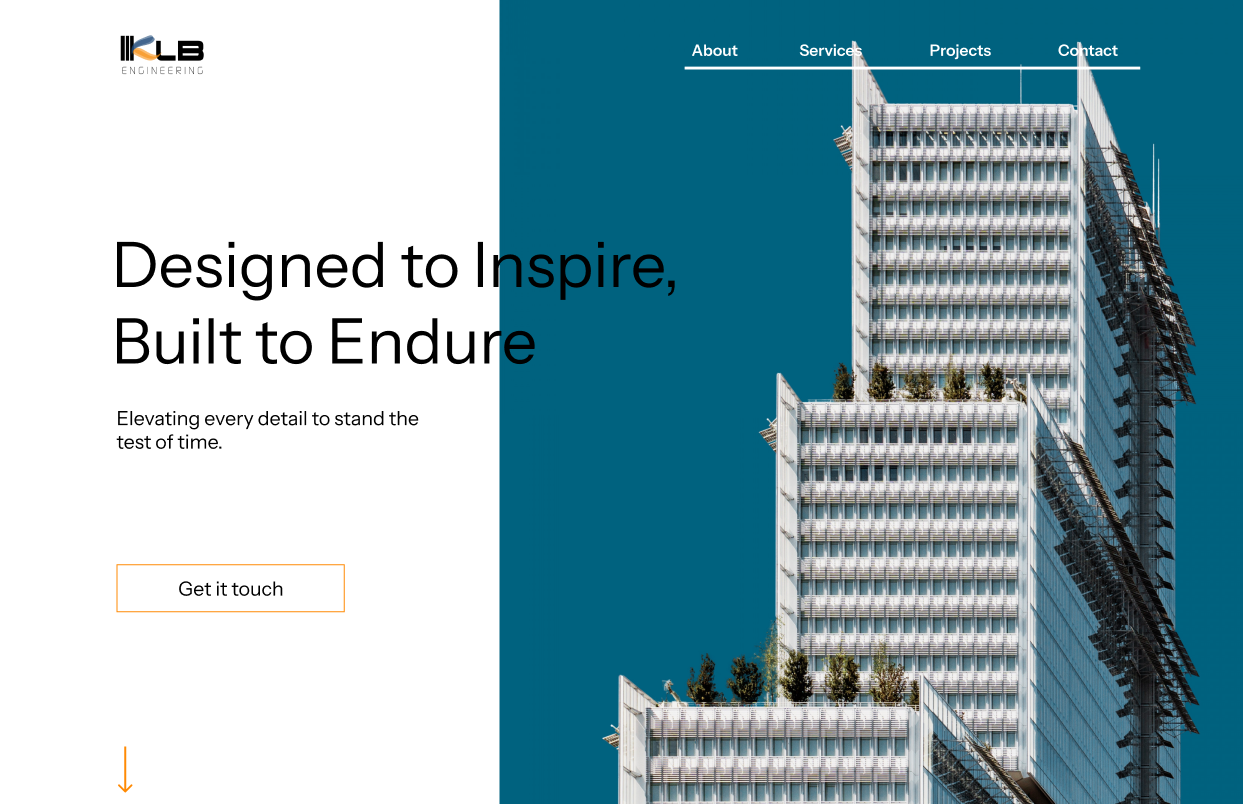 KLB
ENGINEERING
About Services Projects Contact
Designed to Inspire,
Built to Endure
Elevating every detail to stand the
test of time.
Get it touch